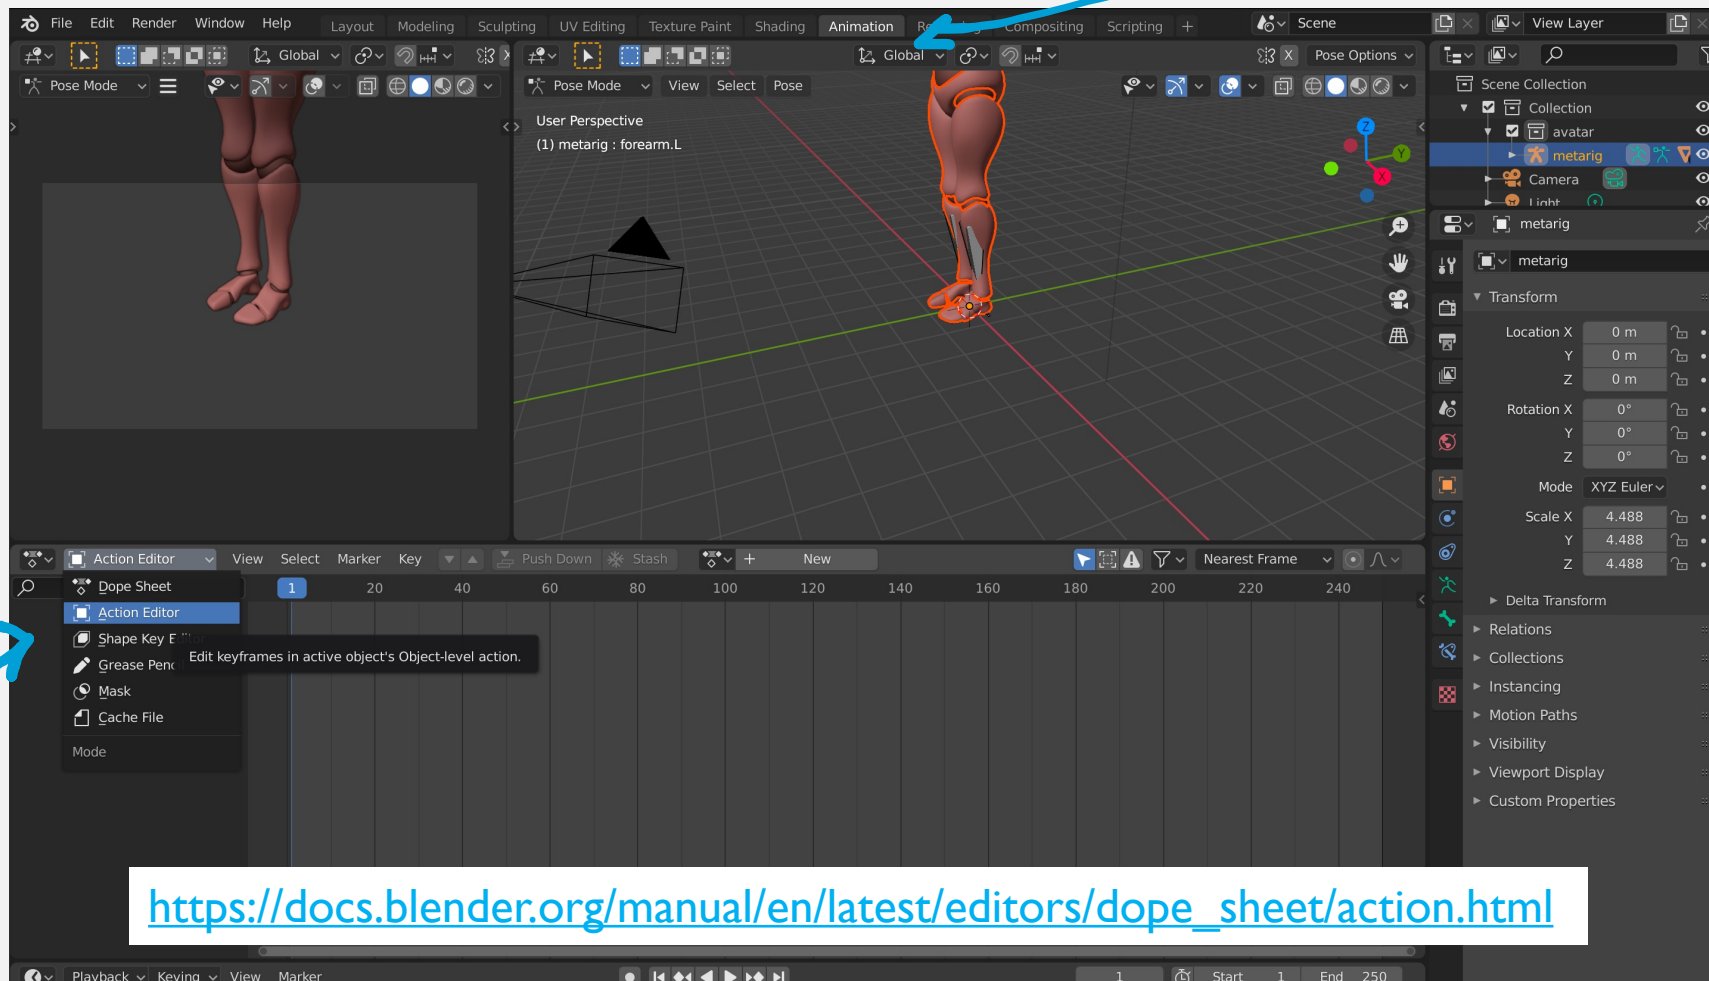 File Edit Render Window Help Layout Modeling Sculpting UV Editing Texture Paint Shading Animation Compositing Scripting + Scene View Layer
Global Global X Pose Options
Pose Mode Pose Mode View Select Pose
User Perspective
(1) metarig : forearm.L
Z
Y
X
Scene Collection
Collection
avatar
metarig
Camera
Light
metarig
metarig
Transform
Location X 0 m
Y 0 m
Z 0 m
Rotation X 0°
Y 0°
Z 0°
Mode XYZ Euler
Scale X 4.488
Y 4.488
Z 4.488
Delta Transform
Relations
Collections
Instancing
Motion Paths
Visibility
Viewport Display
Custom Properties
Action Editor View Select Marker Key Push Down Stash + New Nearest Frame
1 20 40 60 80 100 120 140 160 180 200 220 240
Dope Sheet
Action Editor
Shape Key Editor
Grease Penc
Mask
Cache File
Mode
Edit keyframes in active object's Object-level action.
https://docs.blender.org/manual/en/latest/editors/dope_sheet/action.html
Playback Keying View Marker 1 Start 1 End 250